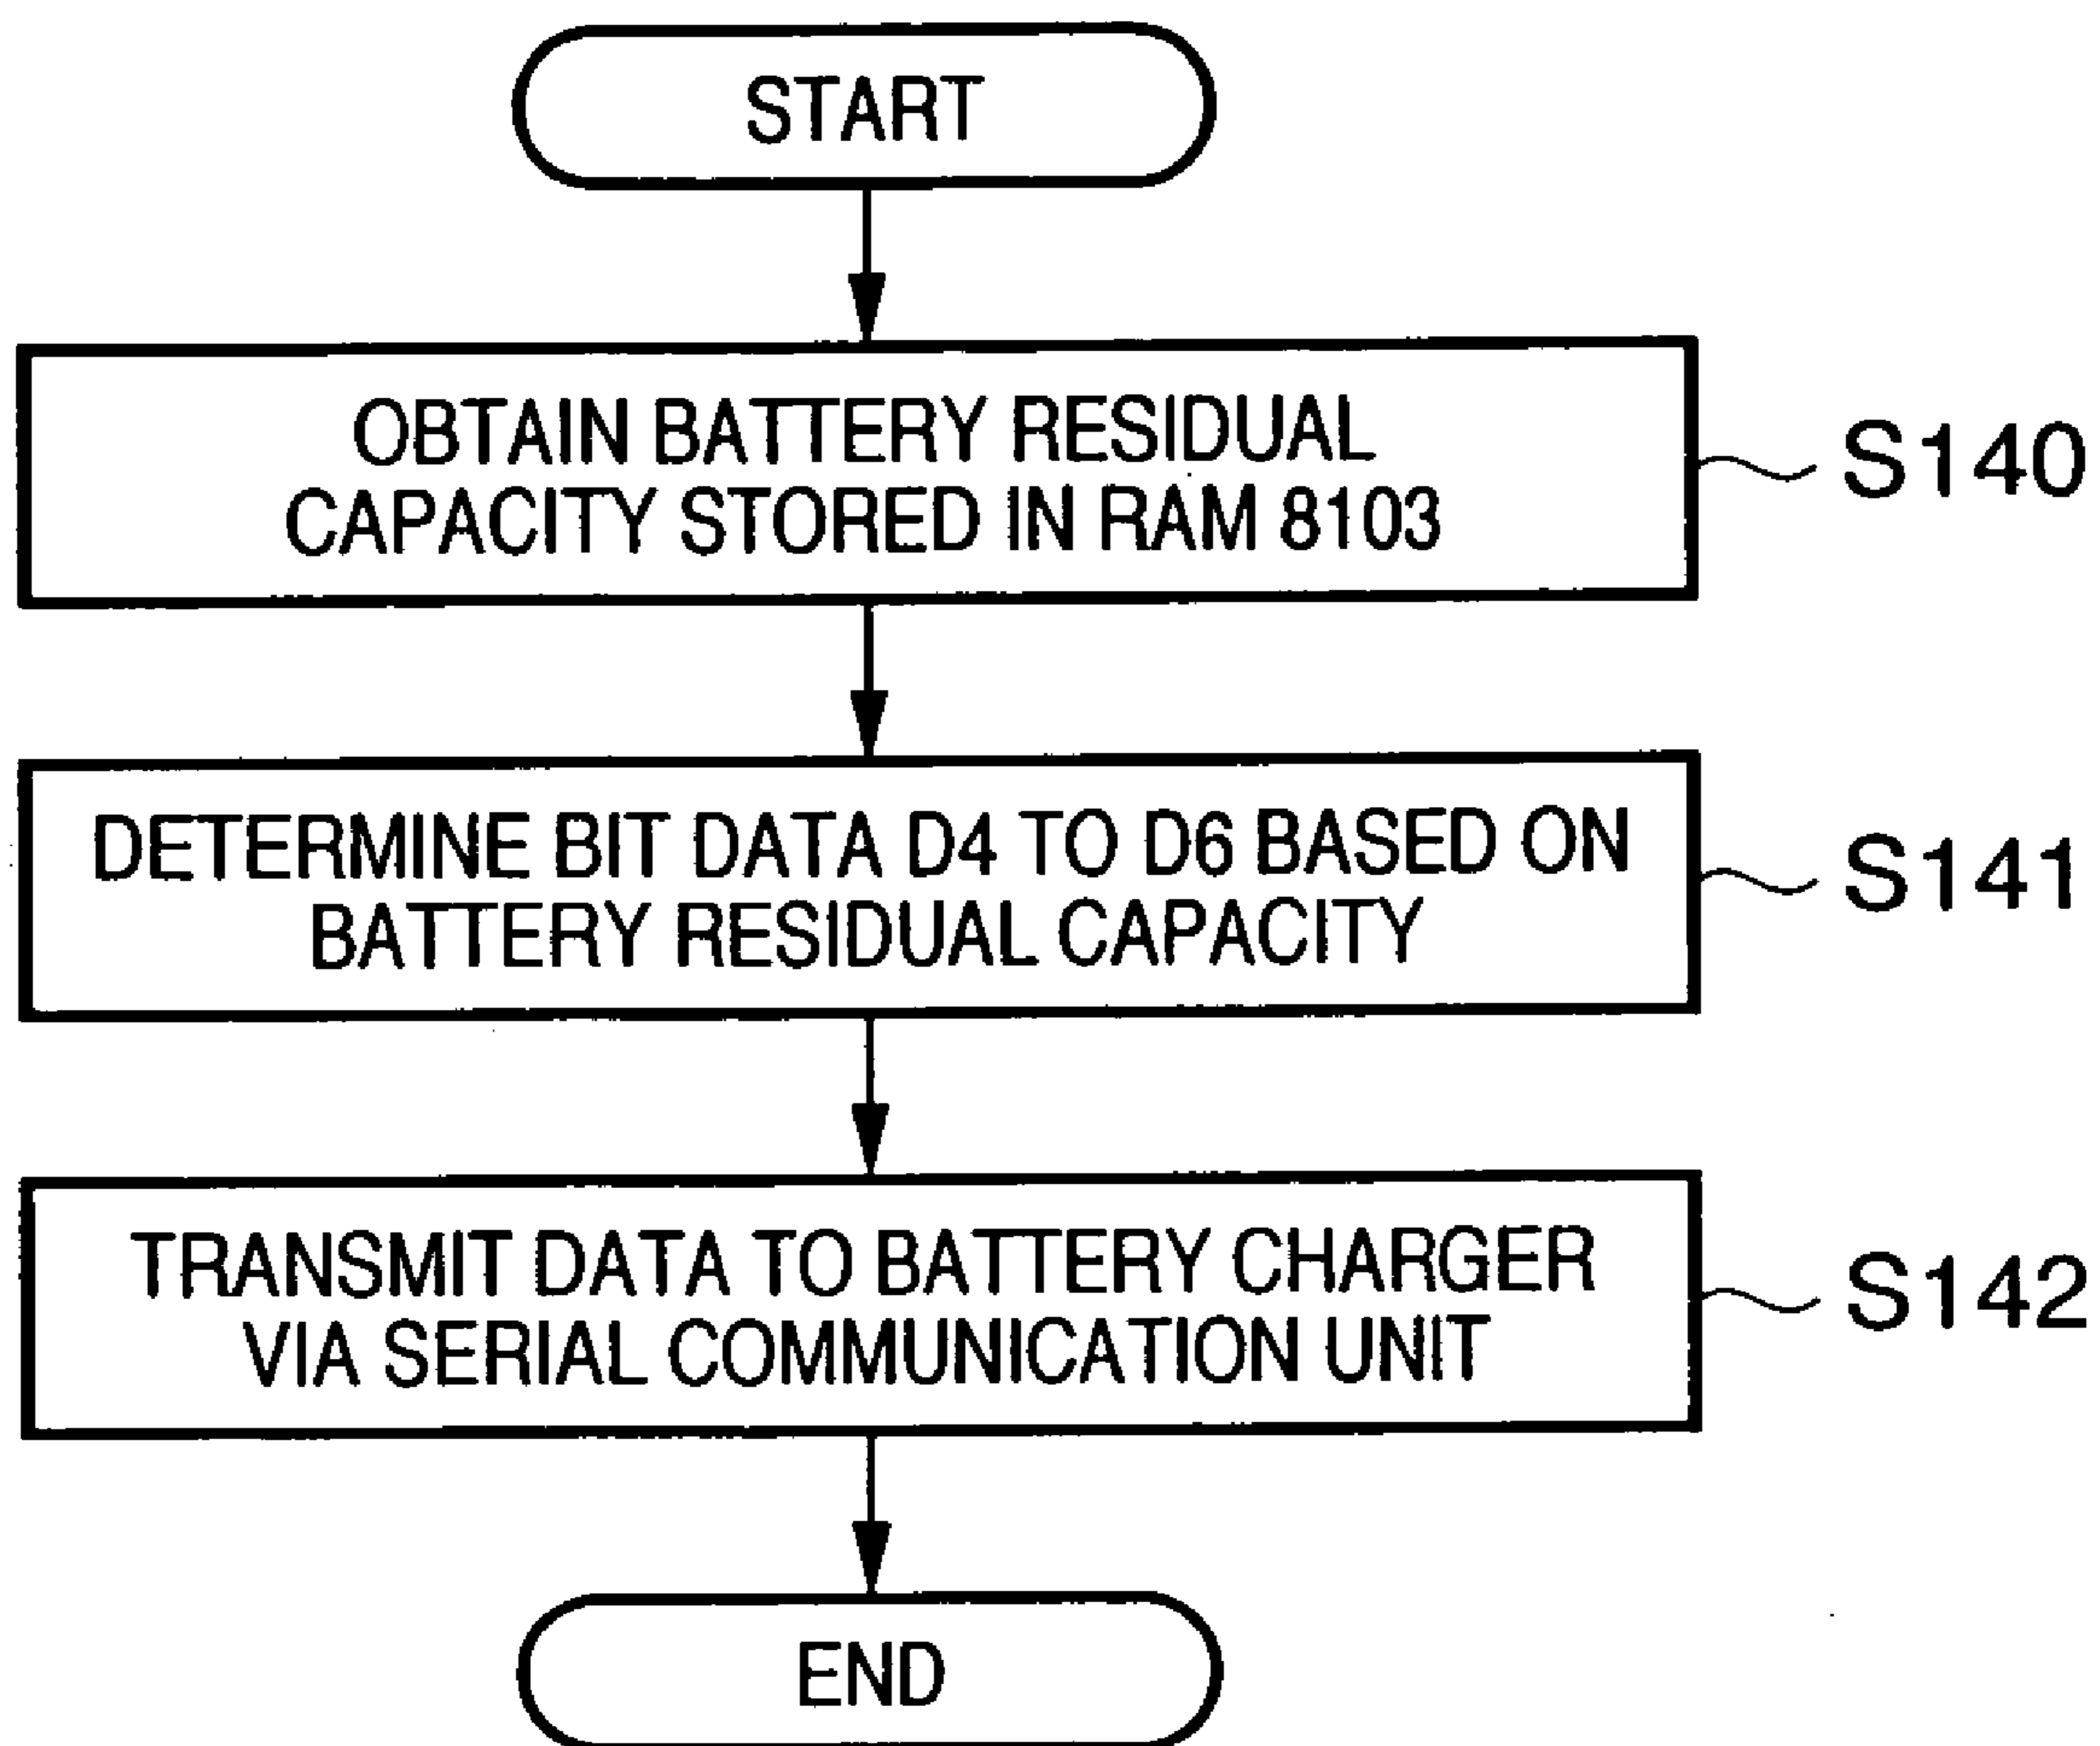 START
OBTAIN BATTERY RESIDUAL
CAPACITY STORED IN RAM 8103
S140
DETERMINE BIT DATA D4 TO D6 BASED ON
BATTERY RESIDUAL CAPACITY
S141
TRANSMIT DATA TO BATTERY CHARGER
VIA SERIAL COMMUNICATION UNIT
S142
END